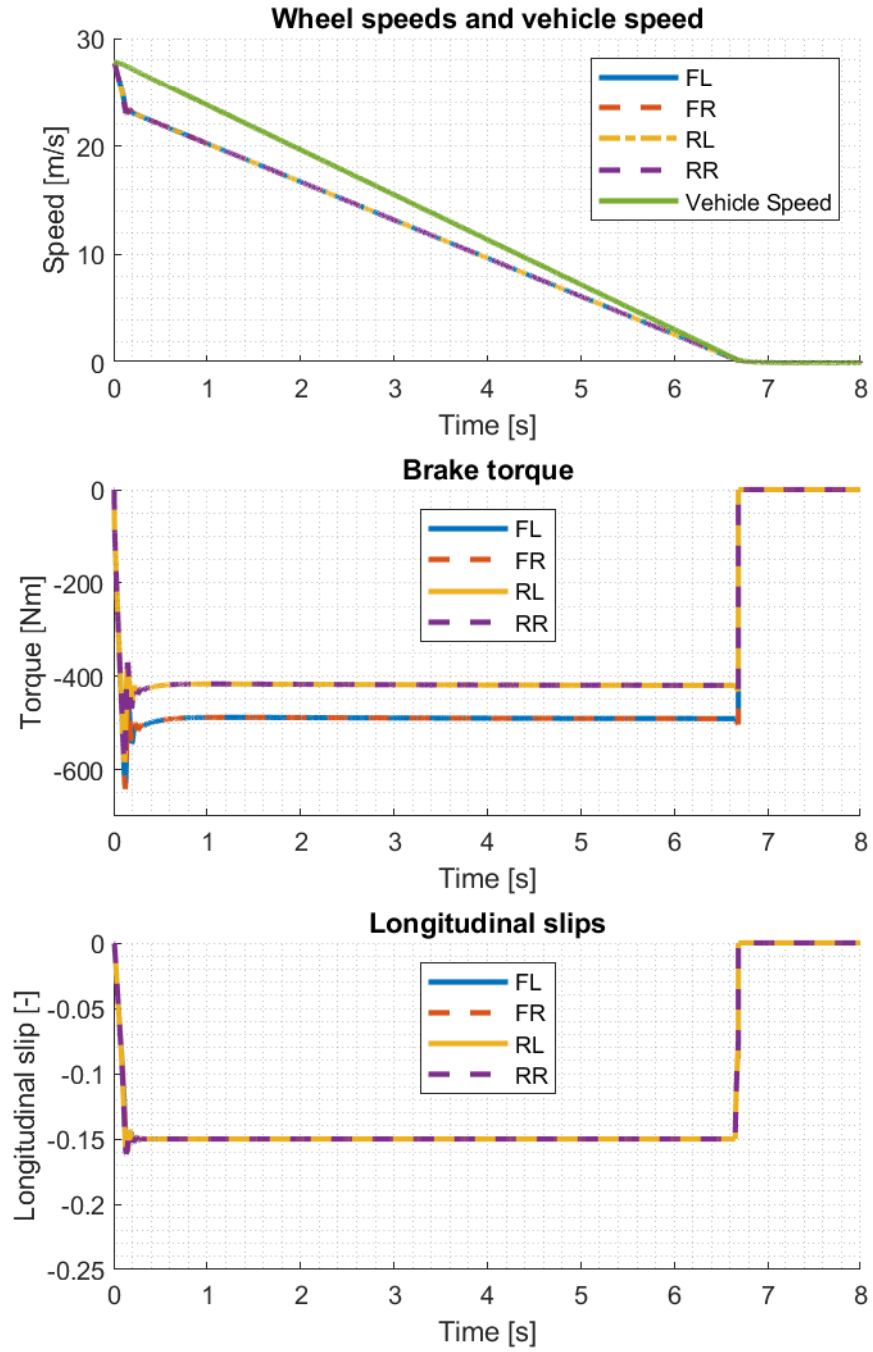 Wheel speeds and vehicle speed
30
20
10
0
Speed [m/s]
FL
FR
RL
RR
Vehicle Speed
0 1 2 3 4 5 6 7 8
Time [s]
Brake torque
0
-200
-400
-600
Torque [Nm]
FL
FR
RL
RR
0 1 2 3 4 5 6 7 8
Time [s]
Longitudinal slips
0
-0.05
-0.1
-0.15
-0.2
-0.25
Longitudinal slip [-]
FL
FR
RL
RR
0 1 2 3 4 5 6 7 8
Time [s]